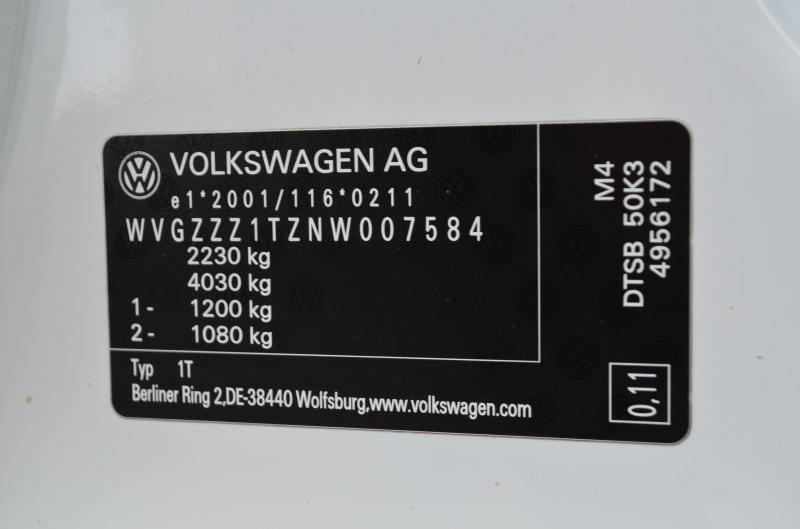 VOLKSWAGEN AG
e1*2001/116*0211
WVGZZZ1TZNW007584
2230 kg
4030 kg
1- 1200 kg
2- 1080 kg
Typ 1T
Berliner Ring 2,DE-38440 Wolfsburg,www.volkswagen.com
M4
DTSB 50K3
4956172
0,11